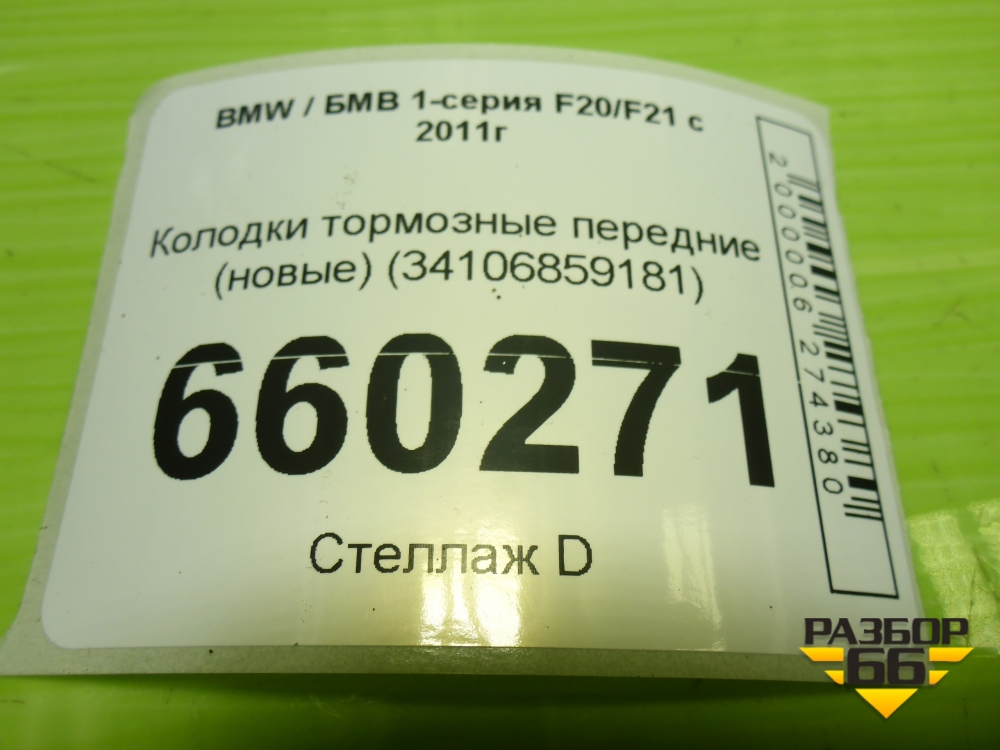 BMW / БМВ 1-серия F20/F21 с
2011г
Колодки тормозные передние
(новые) (34106859181)
660271
Стеллаж D
2000006274380
РАЗБОР
66